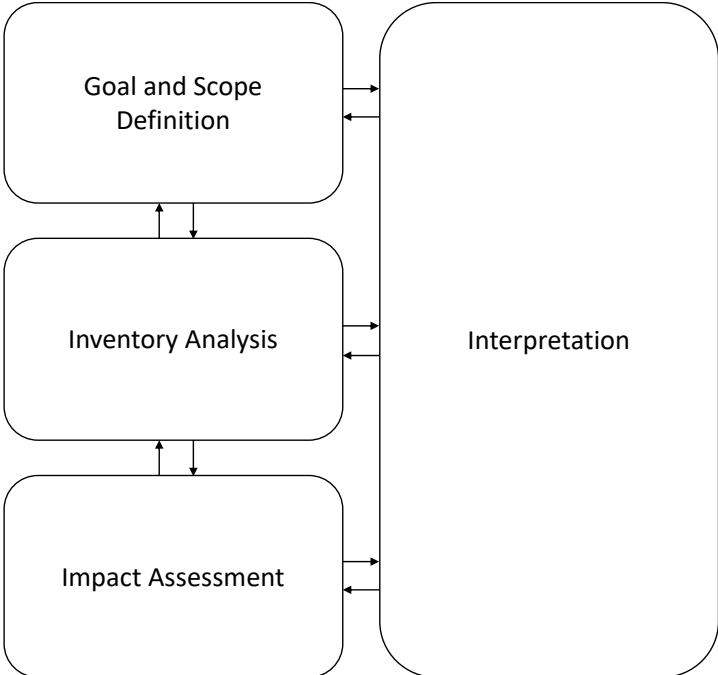 Goal and Scope
Definition
Inventory Analysis
Interpretation
Impact Assessment